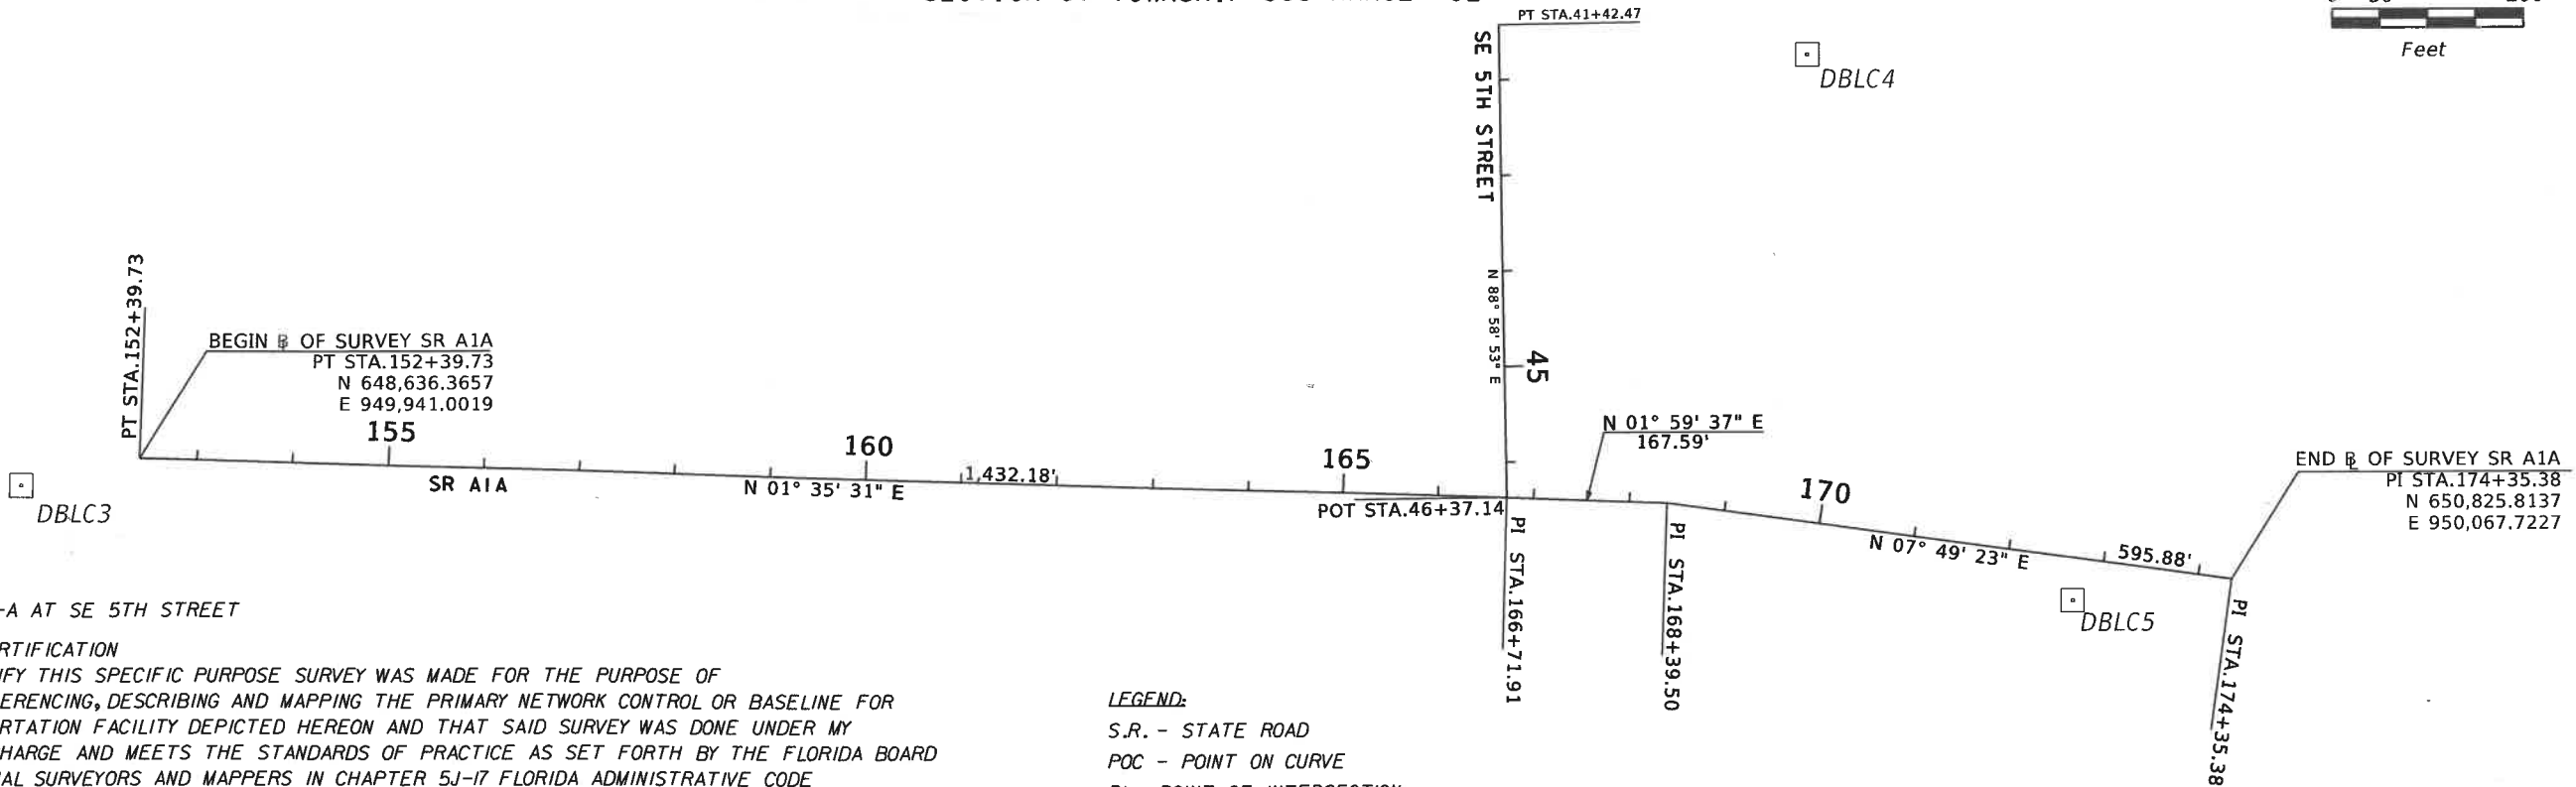 PT STA.41+42.47
Feet
SE 5TH STREET
DBLC4
N 88° 58' 53" E
45
PT STA.152+39.73
BEGIN OF SURVEY SR A1A
PT STA.152+39.73
N 648,636.3657
E 949,941.0019
155
160
165
170
N 01° 59' 37" E
167.59'
END OF SURVEY SR A1A
PI STA.174+35.38
N 650,825.8137
E 950,067.7227
DBLC3
SR A1A
N 01° 35' 31" E
1,432.18'
POT STA.46+37.14
PI STA.166+71.91
PI STA.168+39.50
N 07° 49' 23" E
595.88'
DBLC5
PI STA.174+35.38
-A AT SE 5TH STREET
RTIFICATION
IFY THIS SPECIFIC PURPOSE SURVEY WAS MADE FOR THE PURPOSE OF
ERENCING, DESCRIBING AND MAPPING THE PRIMARY NETWORK CONTROL OR BASELINE FOR
RTATION FACILITY DEPICTED HEREON AND THAT SAID SURVEY WAS DONE UNDER MY
HARGE AND MEETS THE STANDARDS OF PRACTICE AS SET FORTH BY THE FLORIDA BOARD
AL SURVEYORS AND MAPPERS IN CHAPTER 5J-17 FLORIDA ADMINISTRATIVE CODE
LEGEND:
S.R. - STATE ROAD
POC - POINT ON CURVE